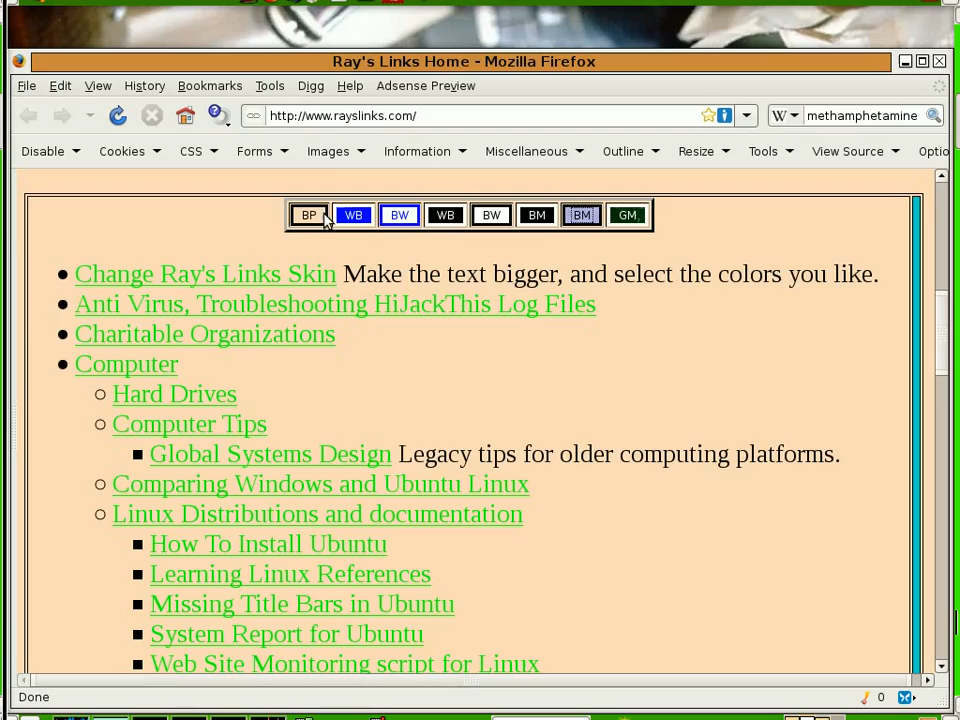 Ray's Links Home - Mozilla Firefox
File Edit View History Bookmarks Tools Digg Help Adsense Preview
http://www.rayslinks.com/ W methamphetamine
Disable Cookies CSS Forms Images Information Miscellaneous Outline Resize Tools View Source Optio
BP WB BW WB BW BM BM GM
Change Ray's Links Skin Make the text bigger, and select the colors you like.
Anti Virus, Troubleshooting HiJackThis Log Files
Charitable Organizations
Computer
Hard Drives
Computer Tips
Global Systems Design Legacy tips for older computing platforms.
Comparing Windows and Ubuntu Linux
Linux Distributions and documentation
How To Install Ubuntu
Learning Linux References
Missing Title Bars in Ubuntu
System Report for Ubuntu
Web Site Monitoring script for Linux
Done 0